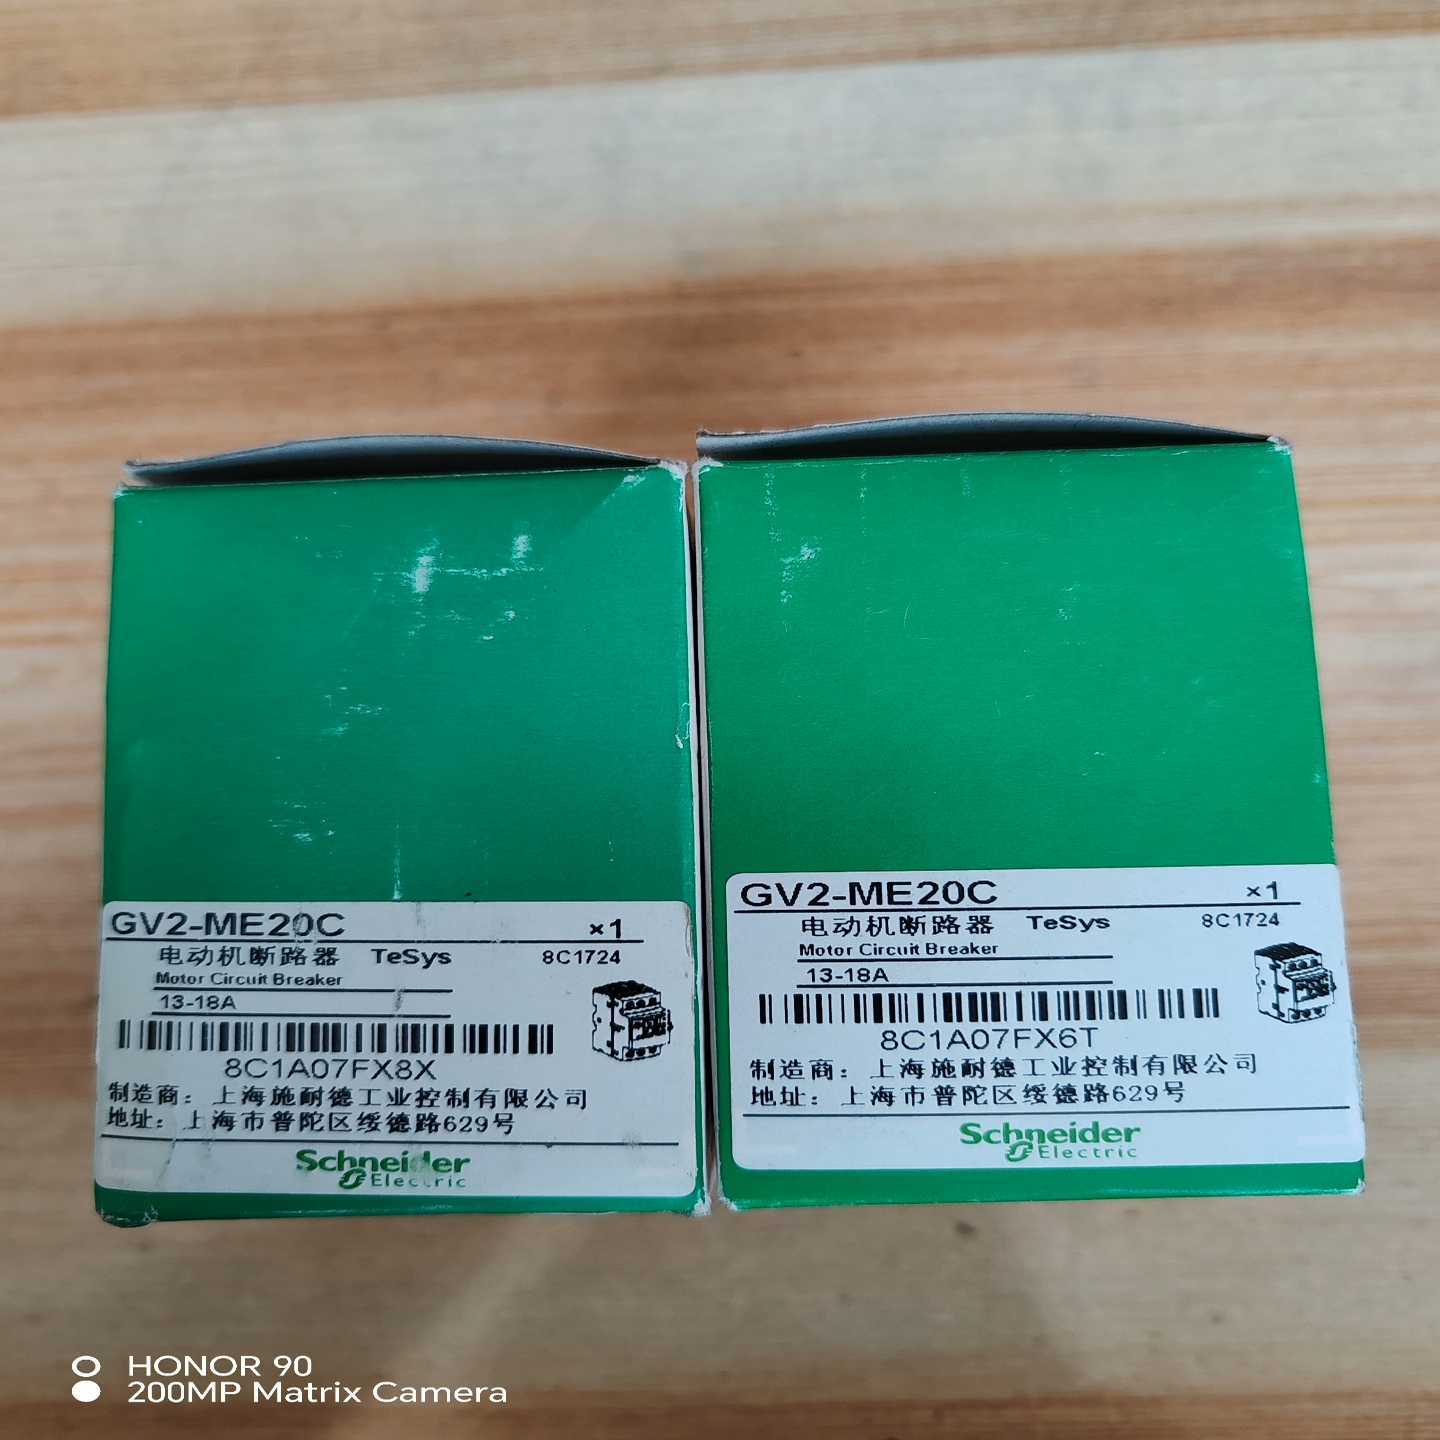 GV2-ME20C ×1
电动机断路器 TeSys 8C1724
Motor Circuit Breaker
13-18A
8C1A07FX8X
制造商：上海施耐德工业控制有限公司
地址：上海市普陀区绥德路629号
Schneider
Electric
GV2-ME20C ×1
电动机断路器 TeSys 8C1724
Motor Circuit Breaker
13-18A
8C1A07FX6T
制造商：上海施耐德工业控制有限公司
地址：上海市普陀区绥德路629号
Schneider
Electric
HONOR 90
200MP Matrix Camera